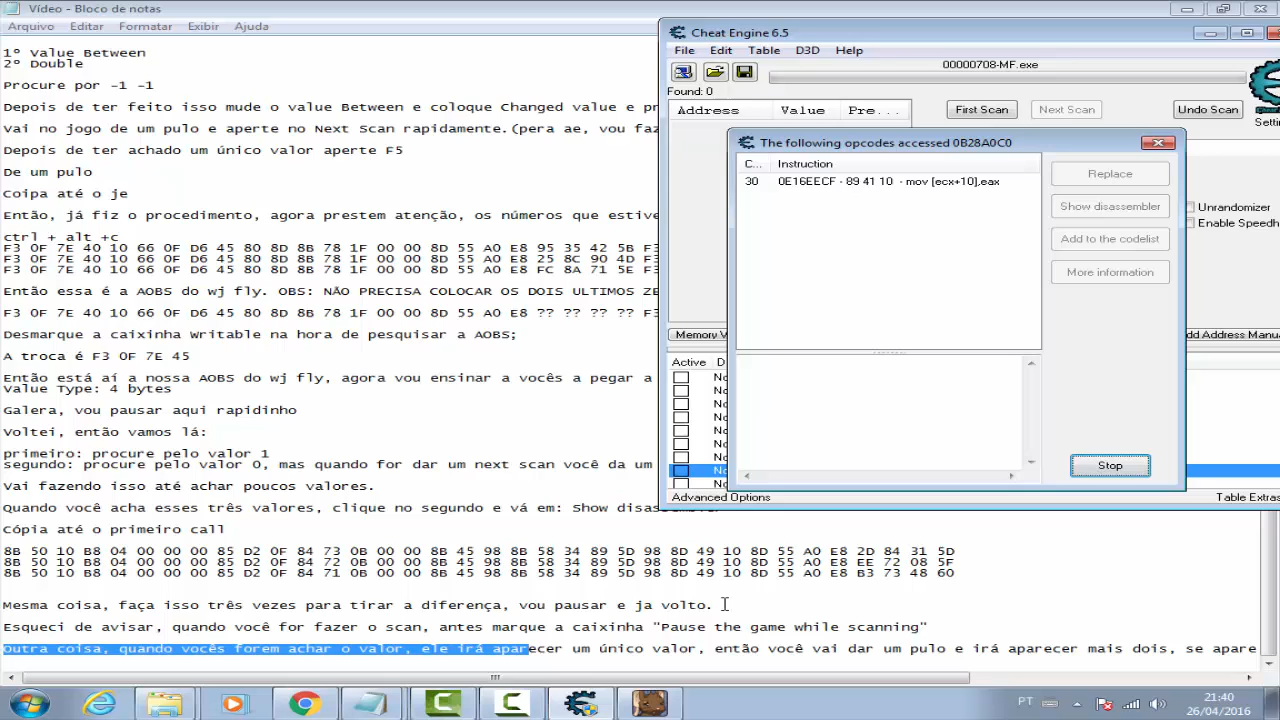 Vídeo - Bloco de notas
Arquivo Editar Formatar Exibir Ajuda
1º Value Between
2º Double
Procure por -1 -1
Depois de ter feito isso mude o value Between e coloque Changed value e
Vai no jogo de um pulo e aperte no Next Scan rapidamente.(pera ae, vou
Depois de ter achado um único valor aperte F5
De um pulo
Coipa até o je
Então, já fiz o procedimento, agora prestem atenção, os números que
ctrl + alt +c
F3 0F 7E 40 10 66 0F D6 45 80 8D 8B 78 1F 00 00 8D 55 A0 E8 95 35 42 5B F3
F3 0F 7E 40 10 66 0F D6 45 80 8D 8B 78 1F 00 00 8D 55 A0 E8 25 8C 90 4D F3
F3 0F 7E 40 10 66 0F D6 45 80 8D 8B 78 1F 00 00 8D 55 A0 E8 FC 8A 71 5E F3
Então essa é a AOBS do wj fly. OBS: NÃO PRECISA COLOCAR OS DOIS ULTIMOS
F3 0F 7E 40 10 66 0F D6 45 80 8D 8B 78 1F 00 00 8D 55 A0 E8 ?? ?? ?? ?? F3
Desmarque a caixinha writable na hora de pesquisar a AOBS;
A troca é F3 0F 7E 45
Então está aí a nossa AOBS do wj fly, agora vou ensinar a vocês a pegar a
Value Type: 4 bytes
Galera, vou pausar aqui rapidinho
Voltei, então vamos lá:
primeiro: procure pelo valor 1
segundo: procure pelo valor 0, mas quando for dar um next scan você da um
Vai fazendo isso até achar poucos valores.
Quando você acha esses três valores, clique no segundo e vá em: Show
Cópia até o primeiro call
8B 50 10 B8 04 00 00 00 85 D2 0F 84 73 0B 00 00 8B 45 98 8B 58 34 89 5D 98 8D 49 10 8D 55 A0 E8 2D 84 31 5D
8B 50 10 B8 04 00 00 00 85 D2 0F 84 72 0B 00 00 8B 45 98 8B 58 34 89 5D 98 8D 49 10 8D 55 A0 E8 EE 72 08 5F
8B 50 10 B8 04 00 00 00 85 D2 0F 84 71 0B 00 00 8B 45 98 8B 58 34 89 5D 98 8D 49 10 8D 55 A0 E8 B3 73 48 60
Mesma coisa, faça isso três vezes para tirar a diferença, vou pausar e ja volto.
Esqueci de avisar, quando você for fazer o scan, antes marque a caixinha "Pause the game while scanning"
Outra coisa, quando vocês forem achar o valor, ele irá aparecer um único valor, então você vai dar um pulo e irá aparecer mais dois, se apare
Cheat Engine 6.5
File Edit Table D3D Help
00000708-MF.exe
Found: 0
Address Value Pre...
First Scan Next Scan Undo Scan
The following opcodes accessed 0B28A0C0
C... Instruction
30 0E16EECF - 89 41 10 - mov [ecx+10],eax
Replace
Show disassembler
Add to the codelist
More information
Stop
Unrandomizer
Enable
Memory
Add Address
Active
Advanced Options
Table Extras
PT
21:40
26/04/2016